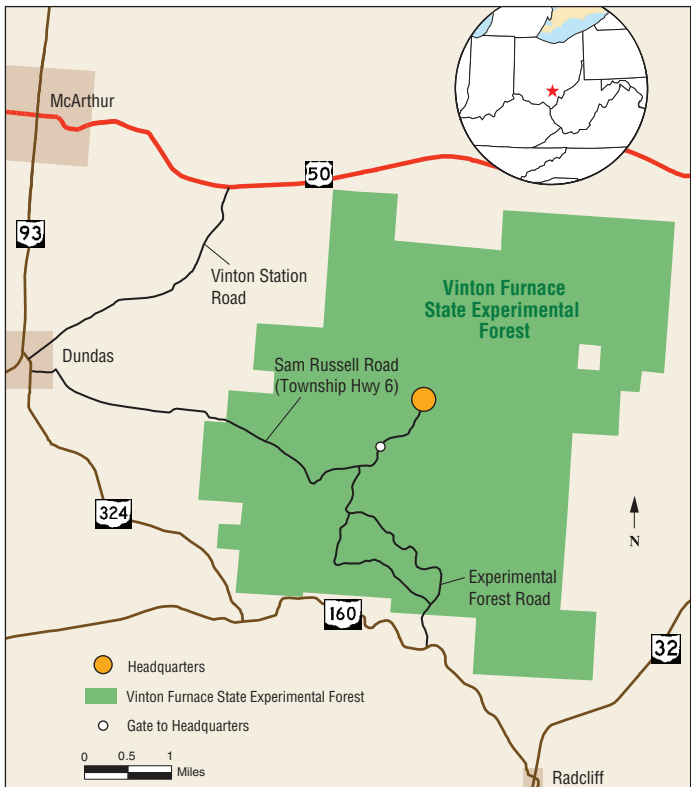 McArthur
50
93
Vinton Station
Road
Vinton Furnace
State Experimental
Forest
Dundas
Sam Russell Road
(Township Hwy 6)
324
N
Experimental
Forest Road
160
32
Headquarters
Vinton Furnace State Experimental Forest
Gate to Headquarters
0 0.5 1
Miles
Radcliff